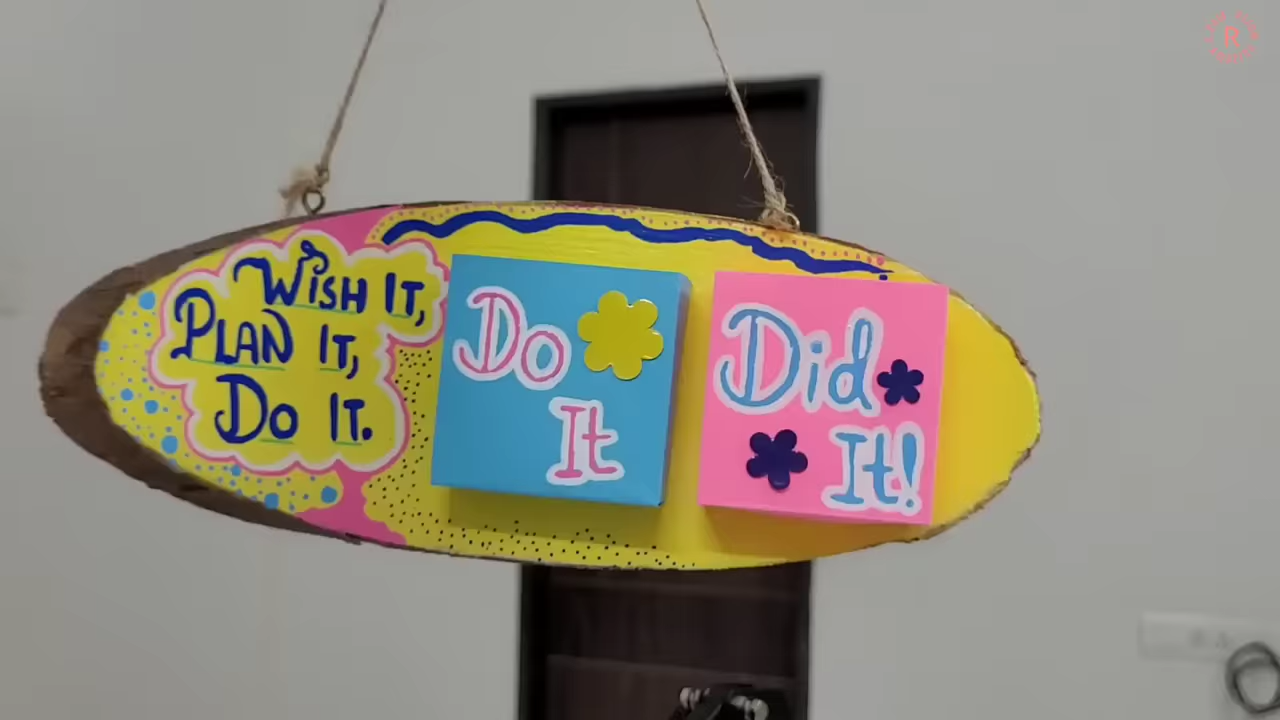 WISH IT,
PLAN IT,
DO IT.
Do
It
Did
It!
R